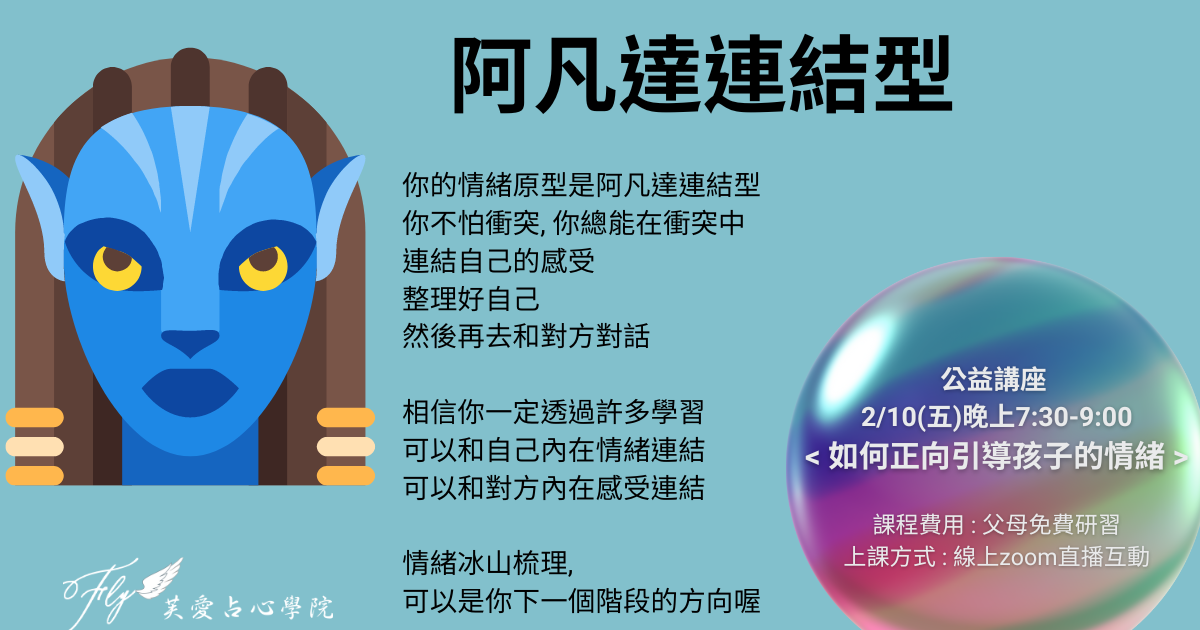 阿凡達連結型
你的情緒原型是阿凡達連結型
你不怕衝突, 你總能在衝突中
連結自己的感受
整理好自己
然後再去和對方對話
相信你一定透過許多學習
可以和自己內在情緒連結
可以和對方內在感受連結
情緒冰山梳理,
可以是你下一個階段的方向喔
公益講座
2/10(五)晚上7:30-9:00
< 如何正向引導孩子的情緒 >
課程費用 : 父母免費研習
上課方式 : 線上zoom直播互動
Fly 芙愛占心學院